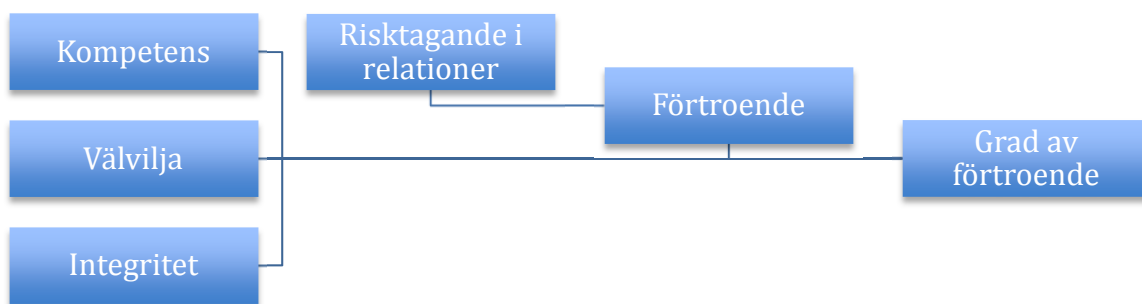 Kompetens
Risktagande i
relationer
Förtroende
Välvilja
Grad av
förtroende
Integritet